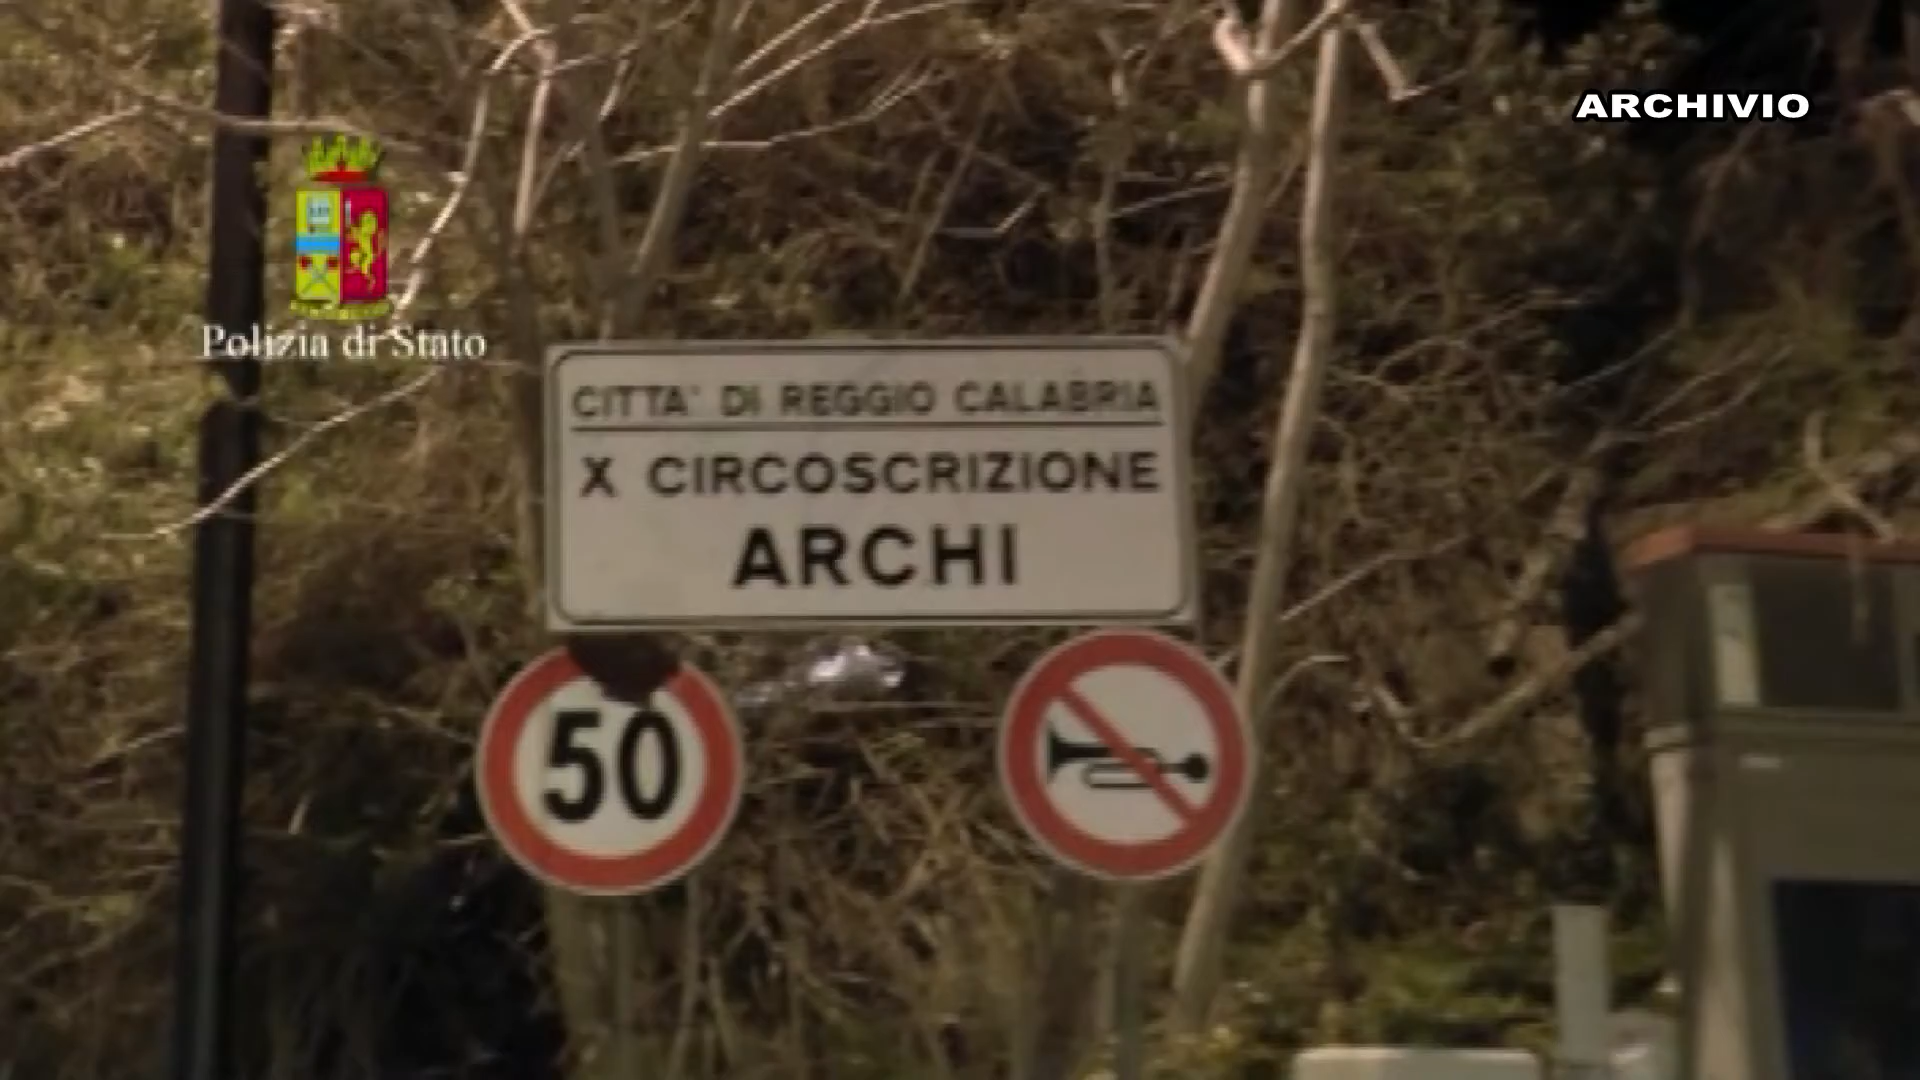 ARCHIVIO
Polizia di Stato
CITTA' DI REGGIO CALABRIA
X CIRCOSCRIZIONE
ARCHI
50